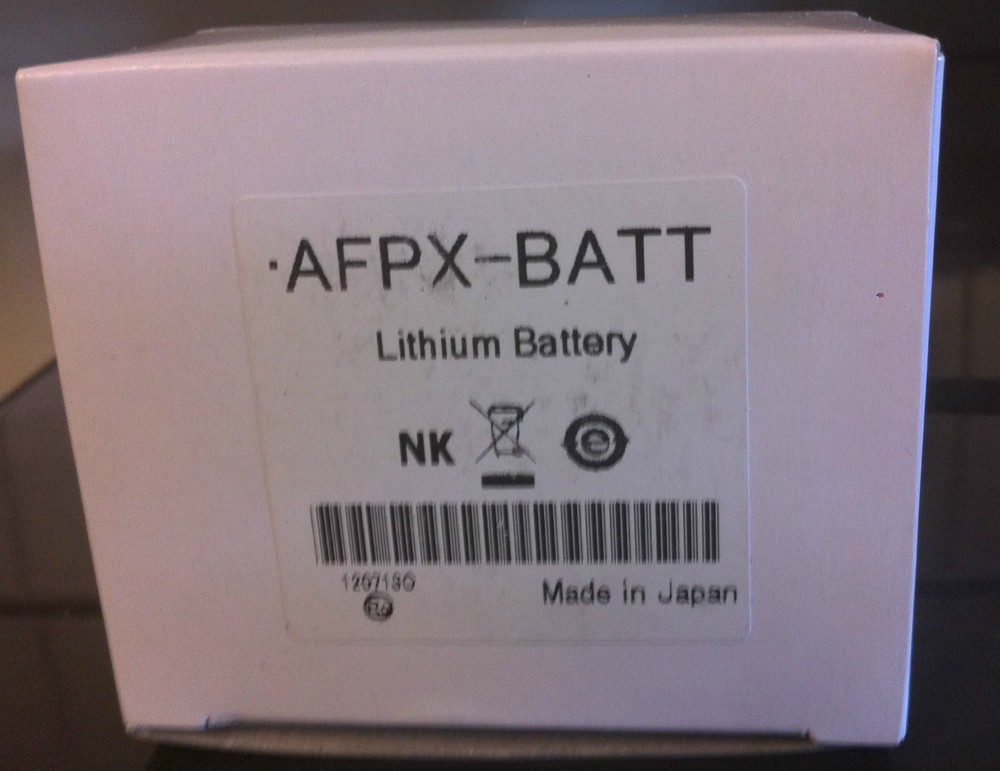 ·AFPX-BATT
Lithium Battery
NK
e
Made in Japan